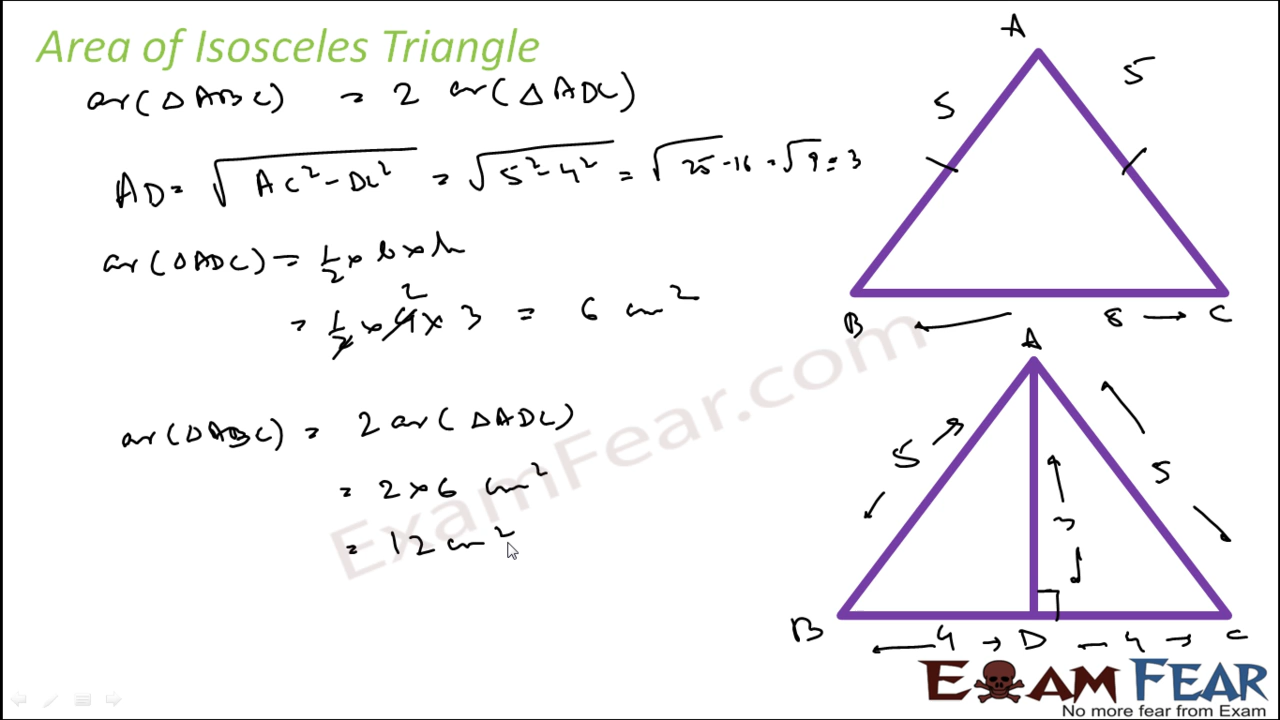 Area of Isosceles Triangle
ar(△ABC) = 2 ar(△ADC)
AD = √(AC² - DC²) = √(5² - 4²) = √25 - 16 = √9 = 3
ar(△ADC) = 1/2 × b × h
2
= 1/2 × 4 × 3 = 6 cm²
ar(△ABC) = 2 ar(△ADC)
= 2 × 6 cm²
= 12 cm²
A
5 5
B 8 C
A
5 3 5
B 4 D 4 C
ExamFear.com
EXAM FEAR
No more fear from Exam